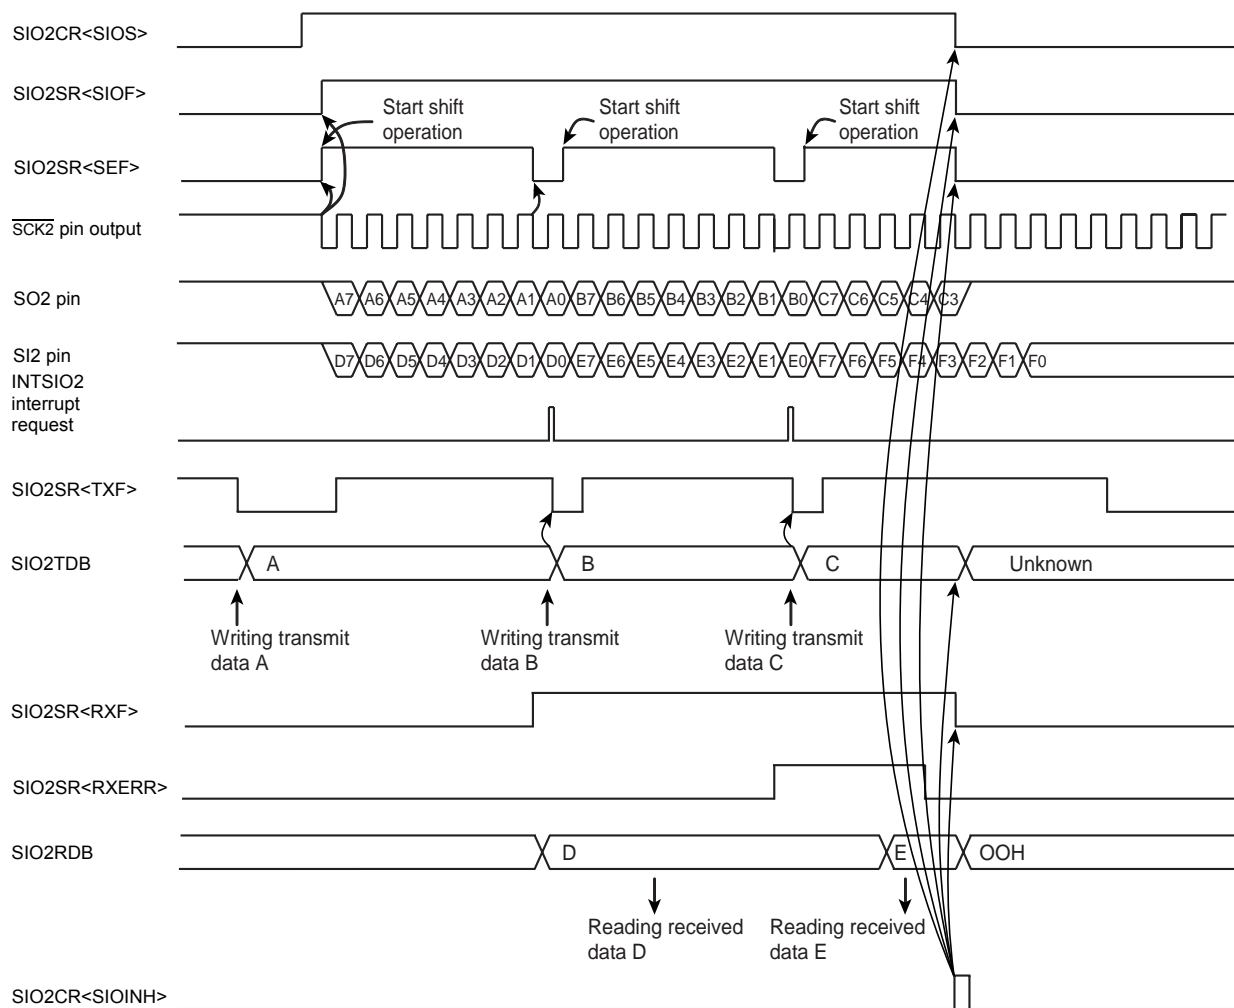 SIO2CR<SIOS>
SIO2SR<SIOF>
Start shift
operation
Start shift
operation
Start shift
operation
SIO2SR<SEF>
SCK2 pin output
SO2 pin
A7 A6 A5 A4 A3 A2 A1 A0 B7 B6 B5 B4 B3 B2 B1 B0 C7 C6 C5 C4 C3
SI2 pin
D7 D6 D5 D4 D3 D2 D1 D0 E7 E6 E5 E4 E3 E2 E1 E0 F7 F6 F5 F4 F3 F2 F1 F0
INTSIO2
interrupt
request
SIO2SR<TXF>
SIO2TDB
A B C Unknown
Writing transmit
data A
Writing transmit
data B
Writing transmit
data C
SIO2SR<RXF>
SIO2SR<RXERR>
SIO2RDB
D E OOH
Reading received
data D
Reading received
data E
SIO2CR<SIOINH>